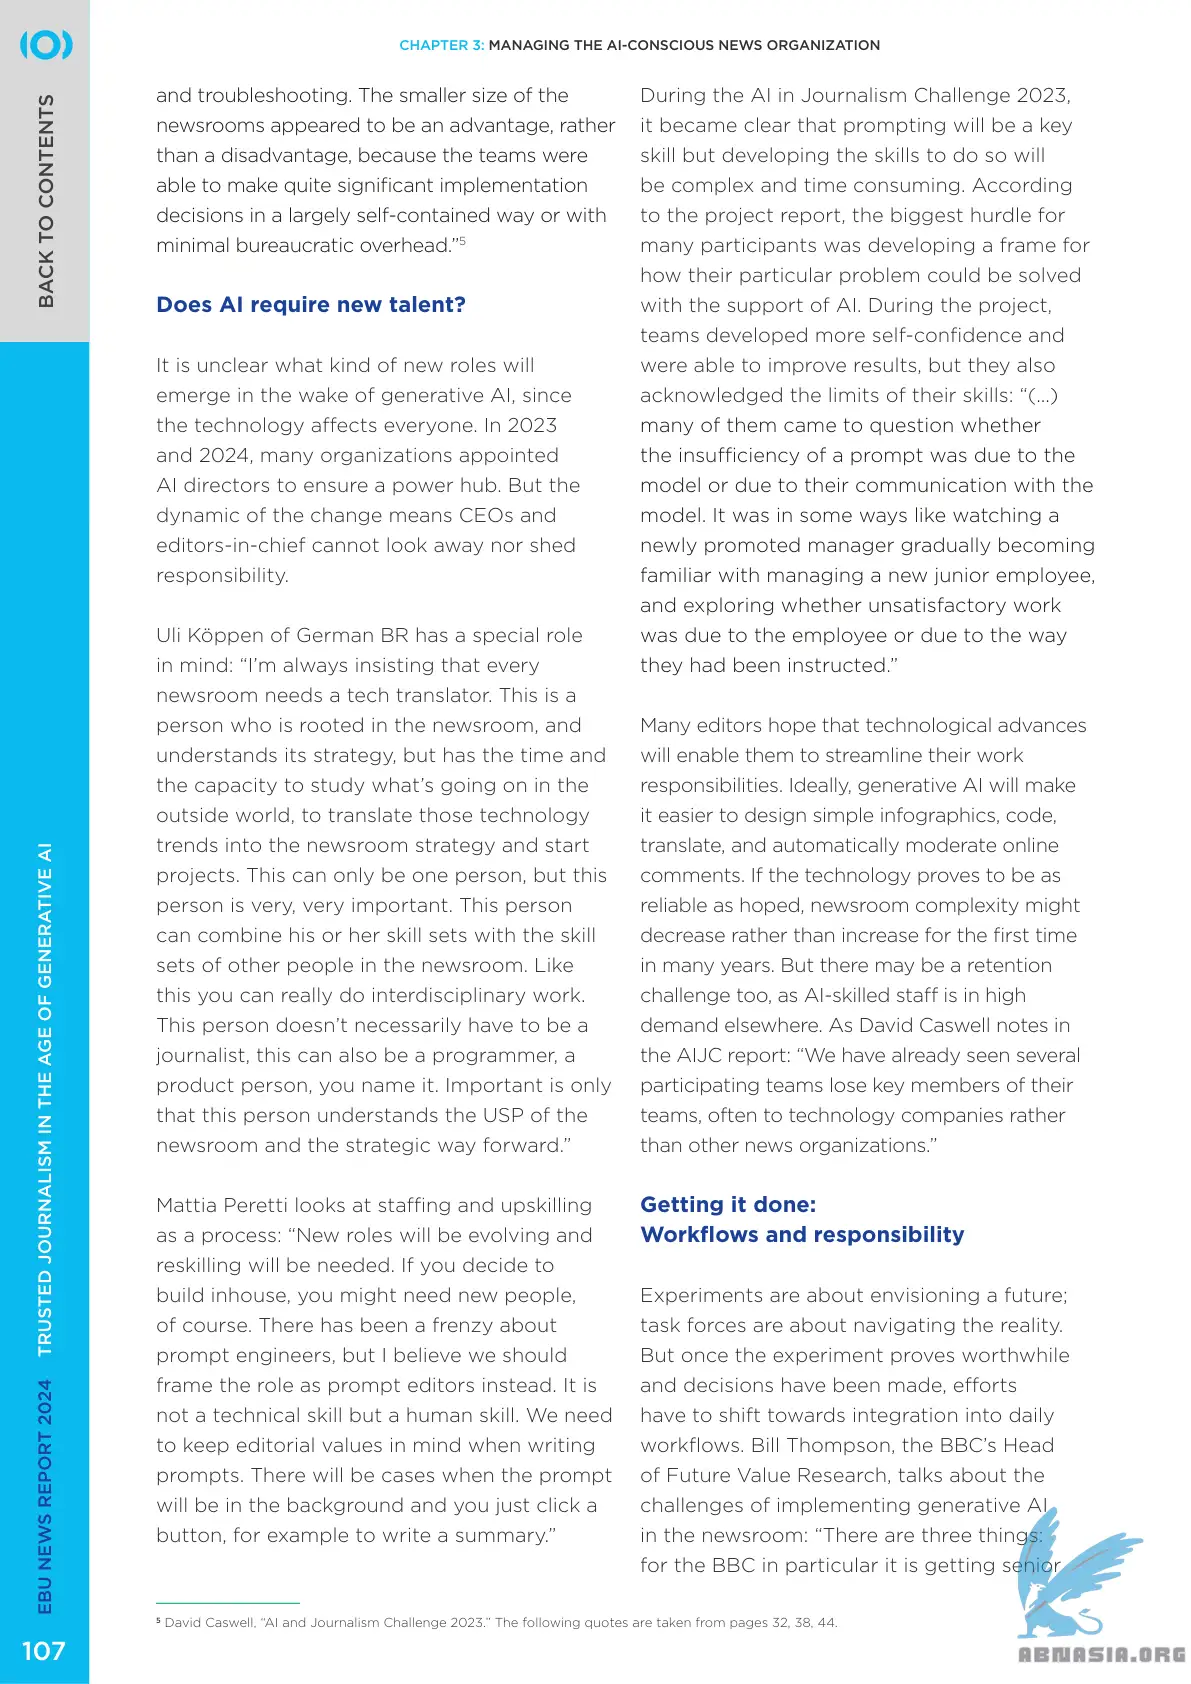 CHAPTER 3: MANAGING THE AI-CONSCIOUS NEWS ORGANIZATION
BACK TO CONTENTS
and troubleshooting. The smaller size of the
newsrooms appeared to be an advantage, rather
than a disadvantage, because the teams were
able to make quite significant implementation
decisions in a largely self-contained way or with
minimal bureaucratic overhead.”5
Does AI require new talent?
It is unclear what kind of new roles will
emerge in the wake of generative AI, since
the technology affects everyone. In 2023
and 2024, many organizations appointed
AI directors to ensure a power hub. But the
dynamic of the change means CEOs and
editors-in-chief cannot look away nor shed
responsibility.
Uli Köppen of German BR has a special role
in mind: “I’m always insisting that every
newsroom needs a tech translator. This is a
person who is rooted in the newsroom, and
understands its strategy, but has the time and
the capacity to study what’s going on in the
outside world, to translate those technology
trends into the newsroom strategy and start
projects. This can only be one person, but this
person is very, very important. This person
can combine his or her skill sets with the skill
sets of other people in the newsroom. Like
this you can really do interdisciplinary work.
This person doesn’t necessarily have to be a
journalist, this can also be a programmer, a
product person, you name it. Important is only
that this person understands the USP of the
newsroom and the strategic way forward.”
Mattia Peretti looks at staffing and upskilling
as a process: “New roles will be evolving and
reskilling will be needed. If you decide to
build inhouse, you might need new people,
of course. There has been a frenzy about
prompt engineers, but I believe we should
frame the role as prompt editors instead. It is
not a technical skill but a human skill. We need
to keep editorial values in mind when writing
prompts. There will be cases when the prompt
will be in the background and you just click a
button, for example to write a summary.”
During the AI in Journalism Challenge 2023,
it became clear that prompting will be a key
skill but developing the skills to do so will
be complex and time consuming. According
to the project report, the biggest hurdle for
many participants was developing a frame for
how their particular problem could be solved
with the support of AI. During the project,
teams developed more self-confidence and
were able to improve results, but they also
acknowledged the limits of their skills: “(...)
many of them came to question whether
the insufficiency of a prompt was due to the
model or due to their communication with the
model. It was in some ways like watching a
newly promoted manager gradually becoming
familiar with managing a new junior employee,
and exploring whether unsatisfactory work
was due to the employee or due to the way
they had been instructed.”
Many editors hope that technological advances
will enable them to streamline their work
responsibilities. Ideally, generative AI will make
it easier to design simple infographics, code,
translate, and automatically moderate online
comments. If the technology proves to be as
reliable as hoped, newsroom complexity might
decrease rather than increase for the first time
in many years. But there may be a retention
challenge too, as AI-skilled staff is in high
demand elsewhere. As David Caswell notes in
the AIJC report: “We have already seen several
participating teams lose key members of their
teams, often to technology companies rather
than other news organizations.”
Getting it done:
Workflows and responsibility
Experiments are about envisioning a future;
task forces are about navigating the reality.
But once the experiment proves worthwhile
and decisions have been made, efforts
have to shift towards integration into daily
workflows. Bill Thompson, the BBC’s Head
of Future Value Research, talks about the
challenges of implementing generative AI
in the newsroom: “There are three things:
for the BBC in particular it is getting senior
5 David Caswell, “AI and Journalism Challenge 2023.” The following quotes are taken from pages 32, 38, 44.
EBU NEWS REPORT 2024 TRUSTED JOURNALISM IN THE AGE OF GENERATIVE AI
107
ABNASIA.ORG